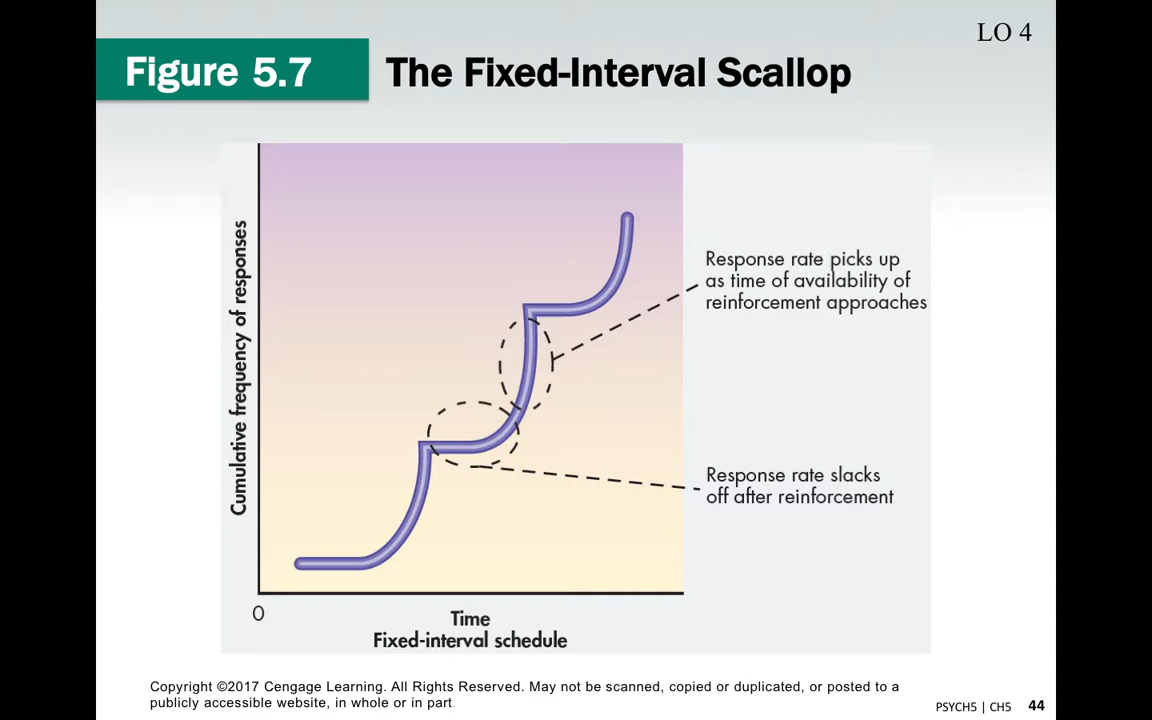 LO 4
Figure 5.7
The Fixed-Interval Scallop
Cumulative frequency of responses
Response rate picks up
as time of availability of
reinforcement approaches
Response rate slacks
off after reinforcement
0
Time
Fixed-interval schedule
Copyright ©2017 Cengage Learning. All Rights Reserved. May not be scanned, copied or duplicated, or posted to a
publicly accessible website, in whole or in part.
PSYCH5 | CH5 44